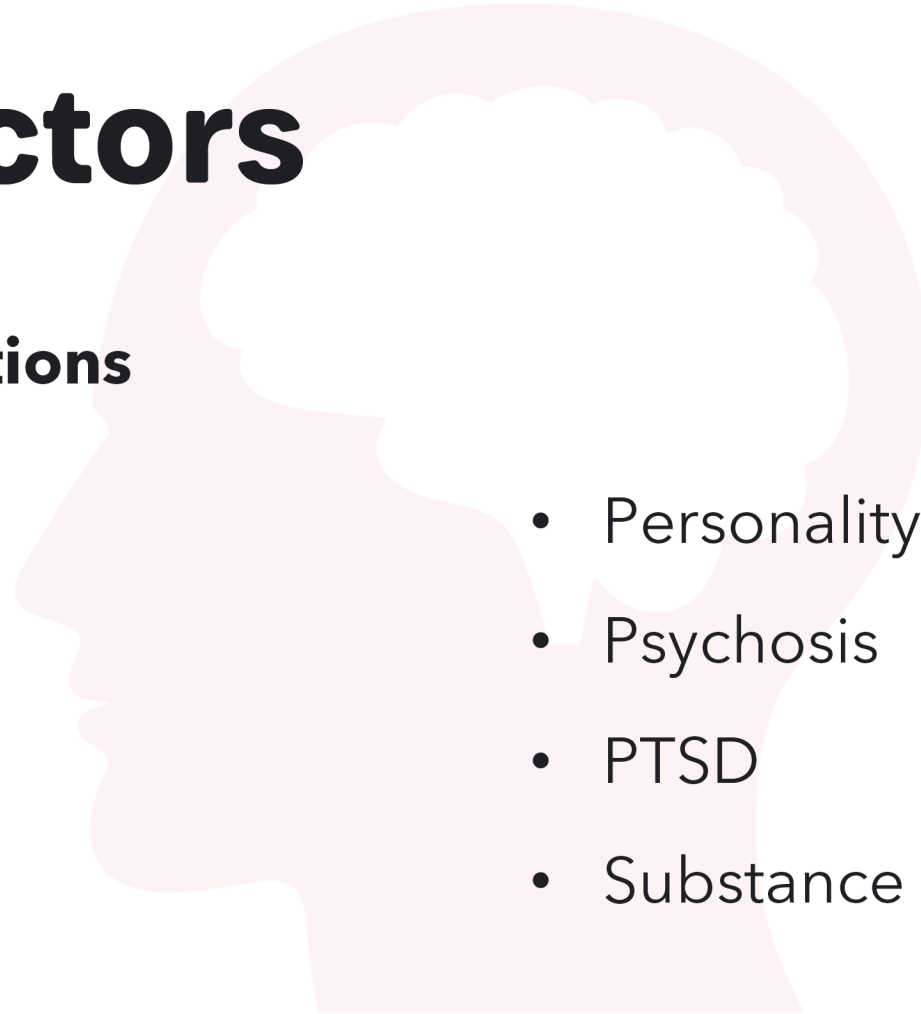 ctors
tions
• Personality
• Psychosis
• PTSD
• Substance